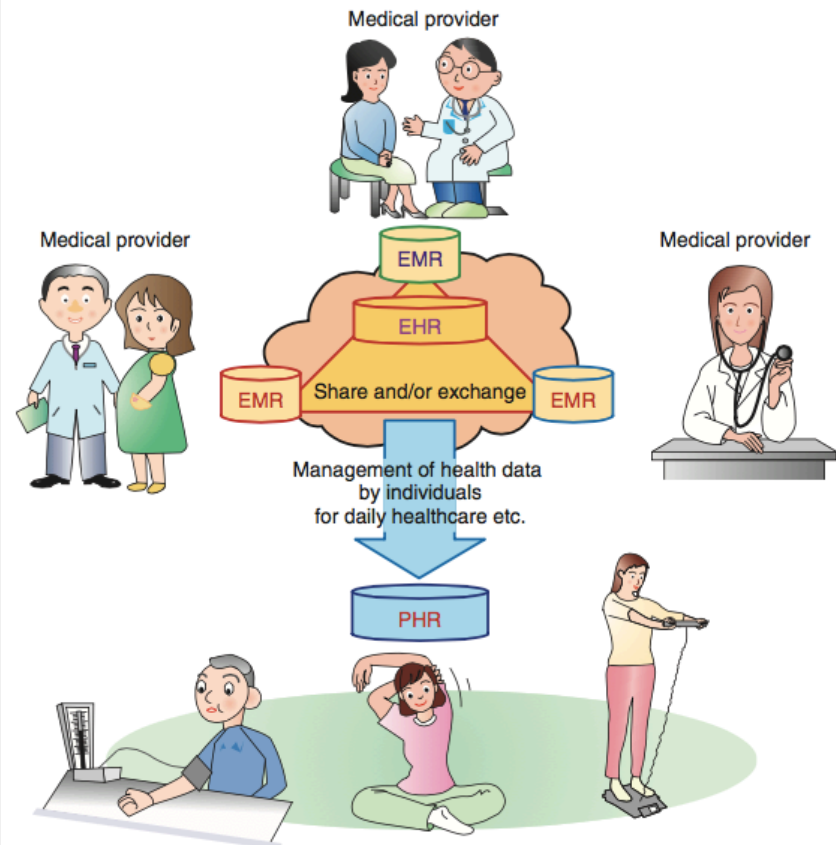 Medical provider
Medical provider
Medical provider
EMR
EHR
EMR
Share and/or exchange
EMR
Management of health data
by individuals
for daily healthcare etc.
PHR